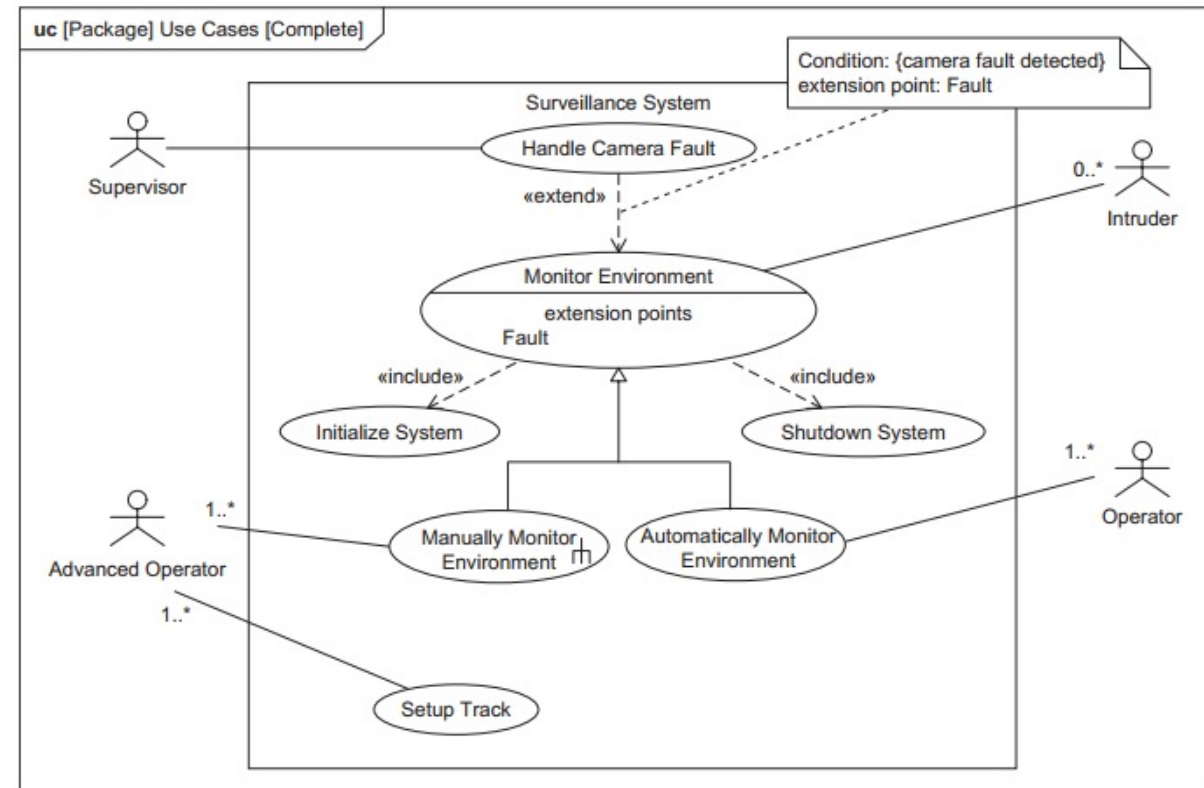 uc [Package] Use Cases [Complete]
Condition: {camera fault detected}
extension point: Fault
Surveillance System
Handle Camera Fault
Supervisor
«extend»
0..*
Intruder
Monitor Environment
extension points
Fault
«include»
«include»
Initialize System
Shutdown System
1..*
Operator
1..*
Advanced Operator
Manually Monitor
Environment
Automatically Monitor
Environment
1..*
Setup Track